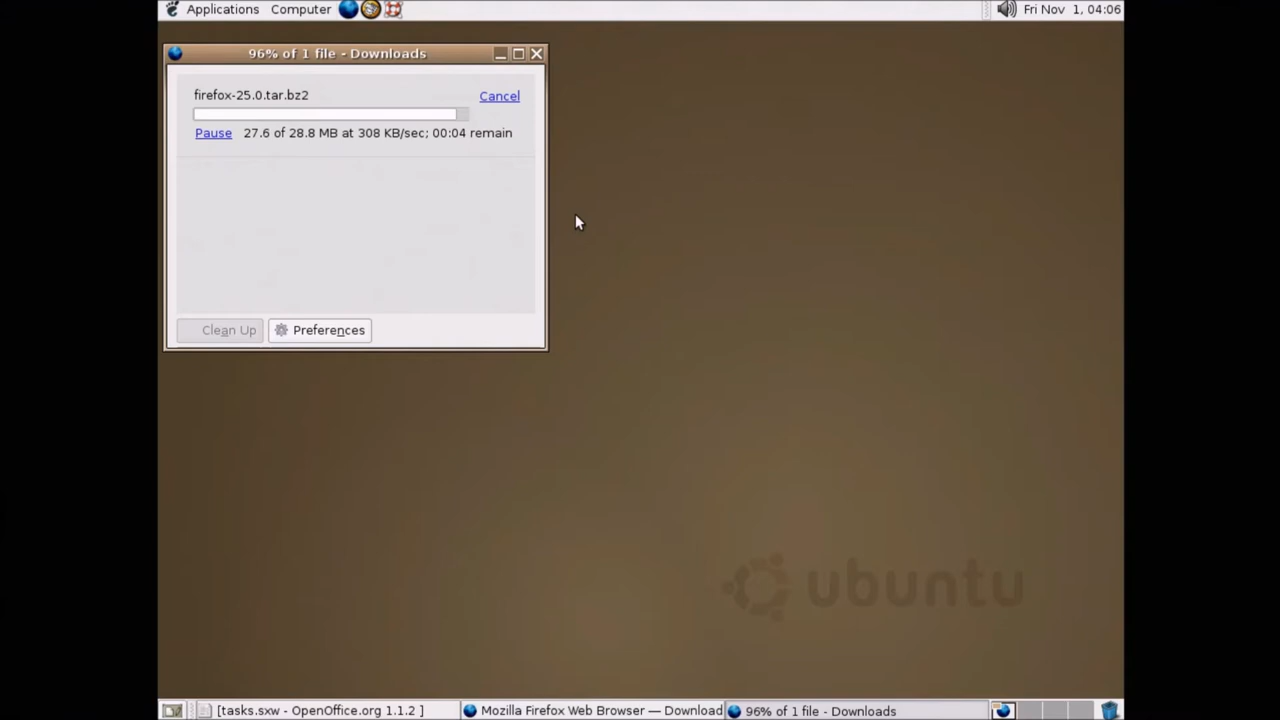 Applications Computer
Fri Nov 1, 04:06
96% of 1 file - Downloads
firefox-25.0.tar.bz2
Cancel
Pause 27.6 of 28.8 MB at 308 KB/sec; 00:04 remain
Clean Up Preferences
ubuntu
[tasks.sxw - OpenOffice.org 1.1.2 ] Mozilla Firefox Web Browser — Download 96% of 1 file - Downloads